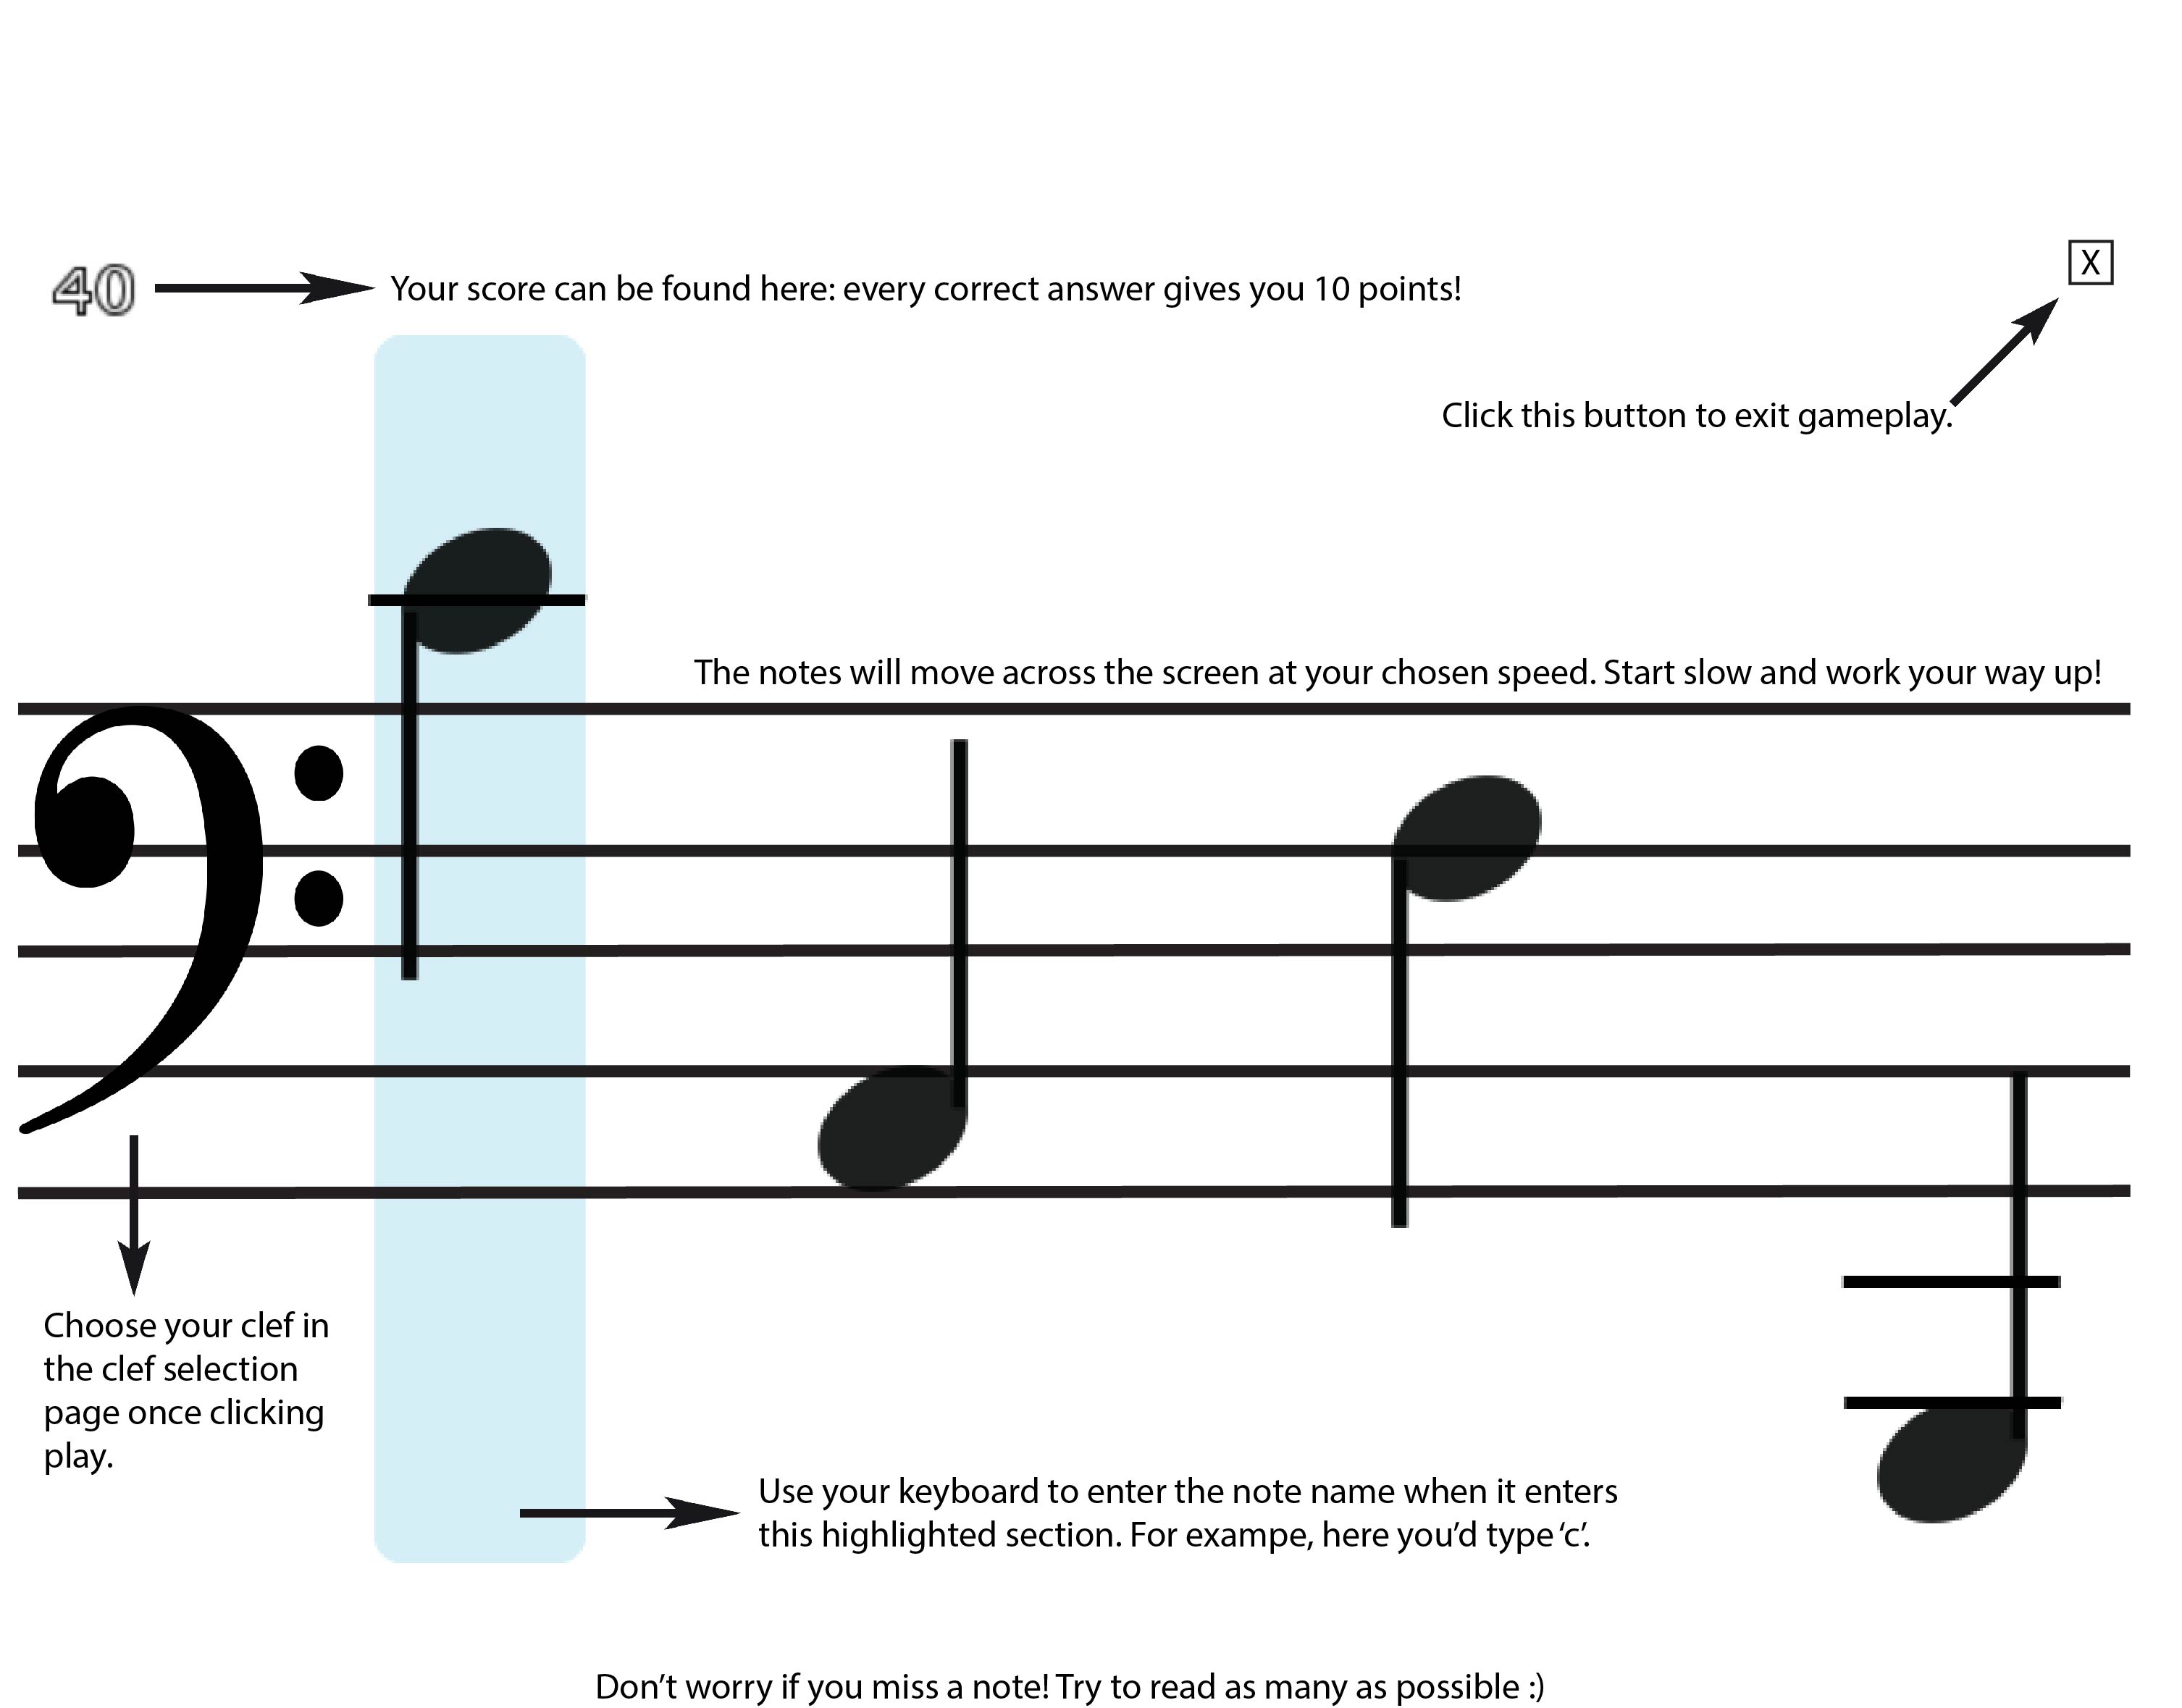 40
Your score can be found here: every correct answer gives you 10 points!
X
Click this button to exit gameplay.
The notes will move across the screen at your chosen speed. Start slow and work your way up!
Choose your clef in
the clef selection
page once clicking
play.
Use your keyboard to enter the note name when it enters
this highlighted section. For exampe, here you’d type ‘c’.
Don’t worry if you miss a note! Try to read as many as possible :)